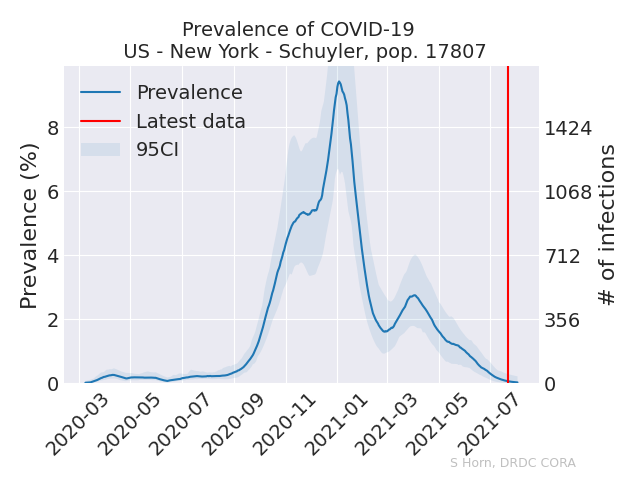 Prevalence of COVID-19
US - New York - Schuyler, pop. 17807
Prevalence
Latest data
95CI
Prevalence (%)
8
6
4
2
0
1424
1068
712
356
0
# of infections
2020-03
2020-05
2020-07
2020-09
2020-11
2021-01
2021-03
2021-05
2021-07
S Horn, DRDC CORA